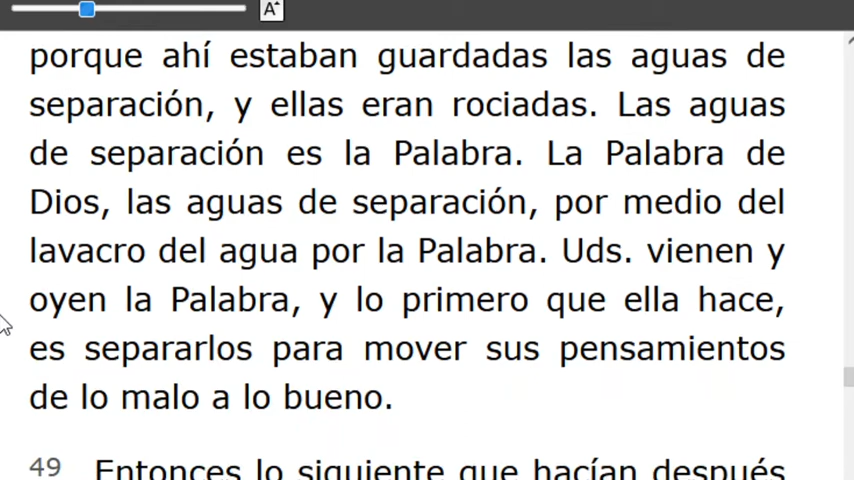 A
porque ahí estaban guardadas las aguas de
separación, y ellas eran rociadas. Las aguas
de separación es la Palabra. La Palabra de
Dios, las aguas de separación, por medio del
lavacro del agua por la Palabra. Uds. vienen y
oyen la Palabra, y lo primero que ella hace,
es separarlos para mover sus pensamientos
de lo malo a lo bueno.
49 Entonces lo siguiente que hacían después